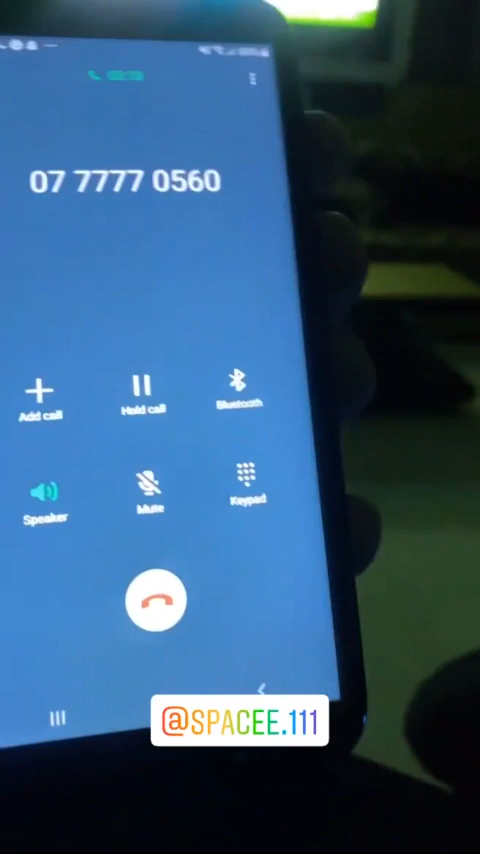 07 7777 0560
Add call
Hold call
Bluetooth
Speaker
Mute
Keypad
@SPACEE.111